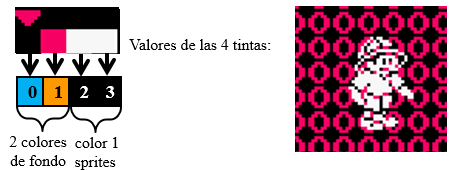 Valores de las 4 tintas:
0 1 2 3
2 colores
de fondo
color 1
sprites